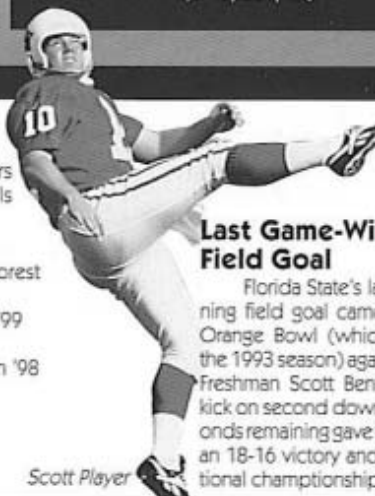 10
rs
ls
orest
99
n '98
Scott Player
Last Game-Wi
Field Goal
Florida State's la
ning field goal came
Orange Bowl (whic
the 1993 season) aga
Freshman Scott Ben
kick on second down
onds remaining gave
an 18-16 victory and
tional championship